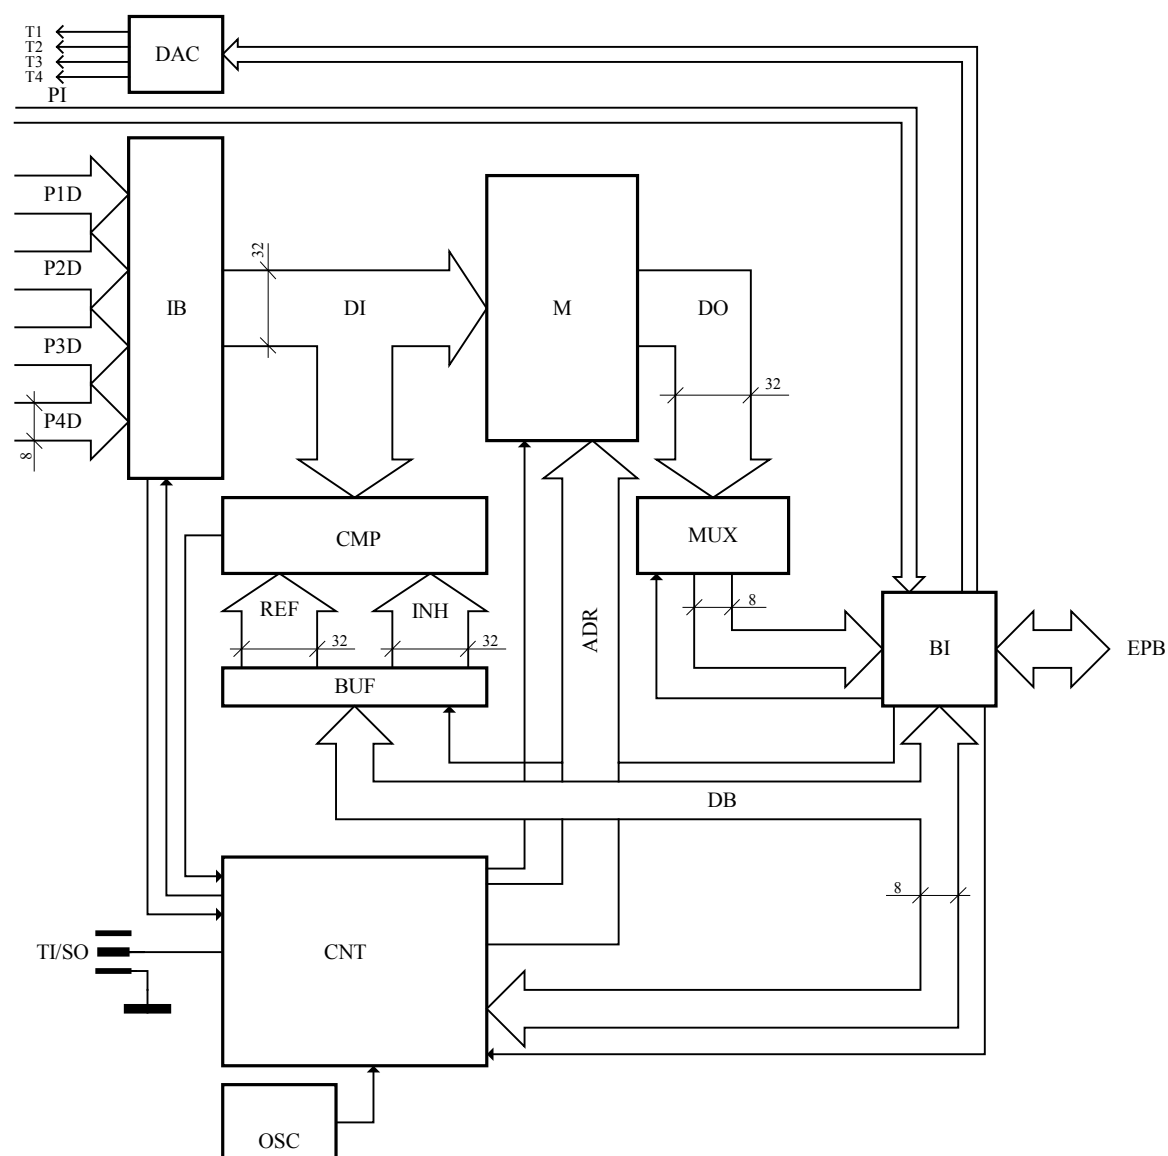 T1
T2
T3
T4
DAC
PI
P1D
P2D
P3D
P4D
8
IB
32
DI
M
DO
32
CMP
MUX
REF
INH
32
32
8
ADR
BUF
BI
EPB
DB
8
TI/SO
CNT
OSC